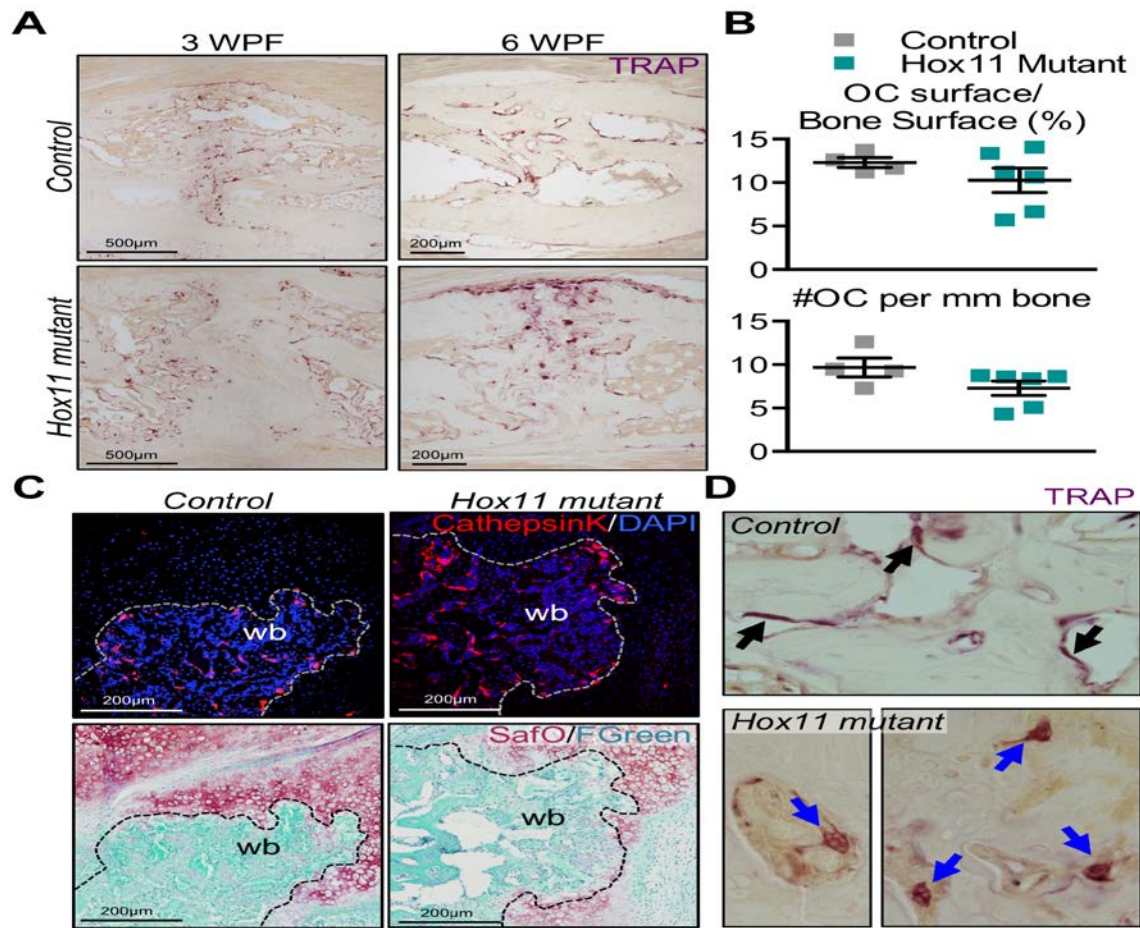 A
3 WPF
6 WPF
TRAP
Control
500µm
200µm
Hox11 mutant
500µm
200µm
B
Control
Hox11 Mutant
OC surface/
Bone Surface (%)
15
10
5
0
#OC per mm bone
15
10
5
0
C
Control
Hox11 mutant
CathepsinK/DAPI
wb
wb
200µm
200µm
SafO/FGreen
wb
wb
200µm
200µm
D
TRAP
Control
Hox11 mutant